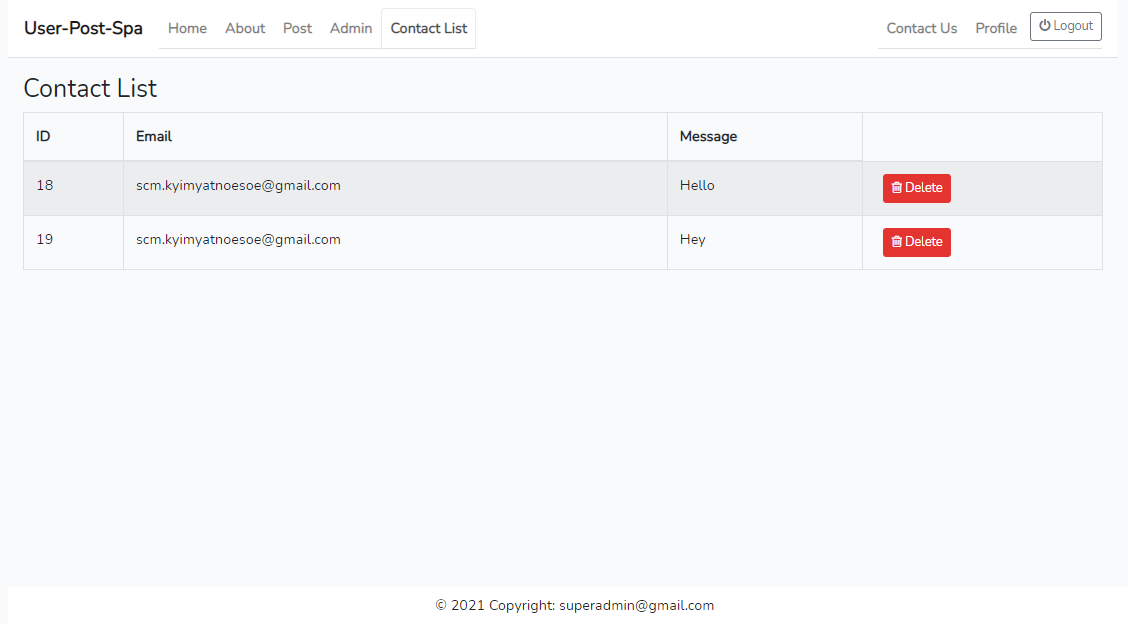 User-Post-Spa Home About Post Admin Contact List Contact Us Profile Logout
Contact List
ID Email Message
18 scm.kyimyatnoesoe@gmail.com Hello Delete
19 scm.kyimyatnoesoe@gmail.com Hey Delete
© 2021 Copyright: superadmin@gmail.com